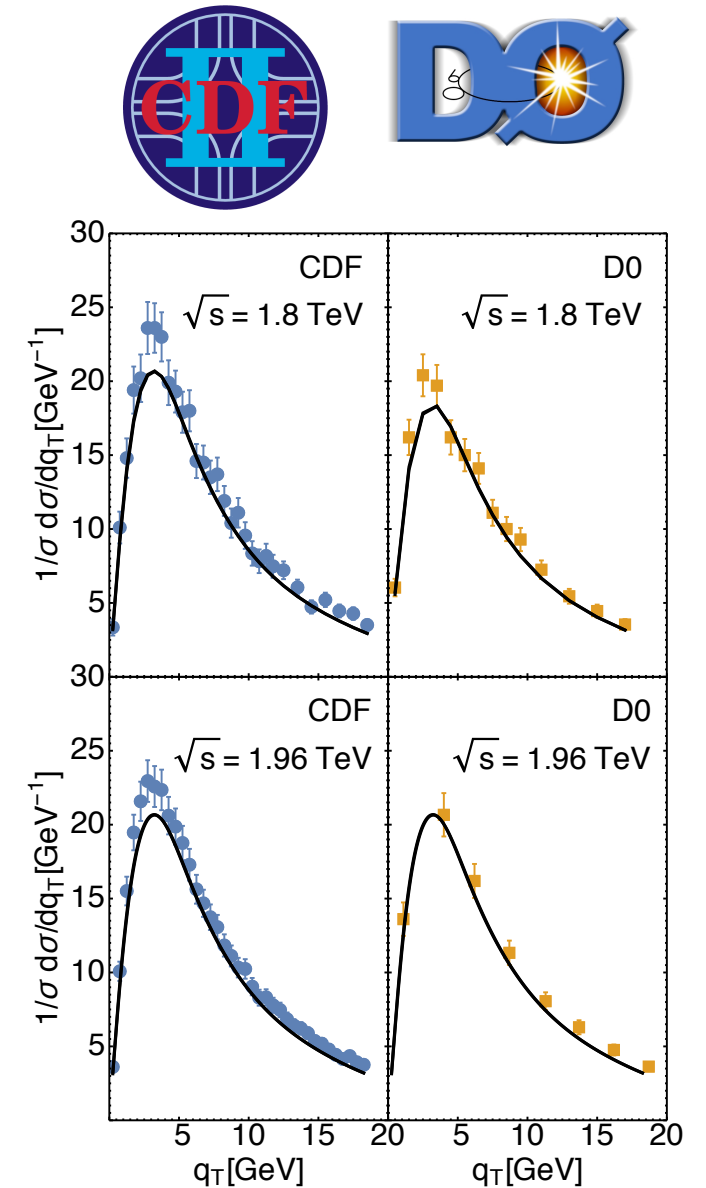 CDF
II
DØ
30
25
20
15
10
5
1/σ dσ/dq_T[GeV⁻¹]
CDF
√s = 1.8 TeV
D0
√s = 1.8 TeV
30
25
20
15
10
5
1/σ dσ/dq_T[GeV⁻¹]
CDF
√s = 1.96 TeV
D0
√s = 1.96 TeV
5 10 15 20 5 10 15 20
q_T[GeV] q_T[GeV]